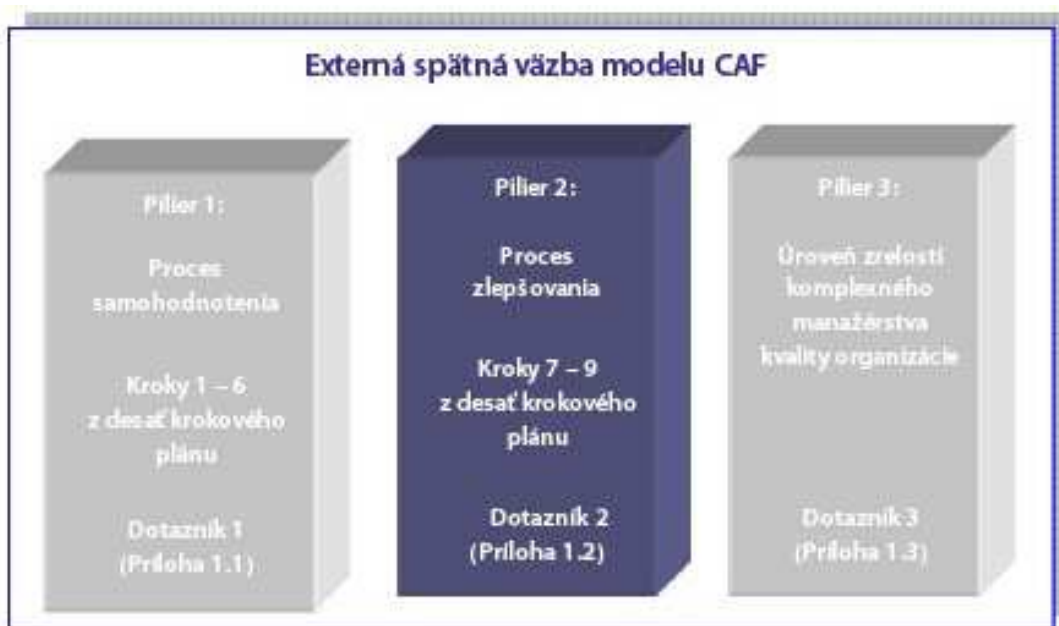 Externá spätná väzba modelu CAF
Pilier 1:
Proces
samohodnotenia
Kroky 1 – 6
z desať krokového
plánu
Dotazník 1
(Príloha 1.1)
Pilier 2:
Proces
zlepšovania
Kroky 7 – 9
z desať krokového
plánu
Dotazník 2
(Príloha 1.2)
Pilier 3:
Úroveň zrelosti
komplexného
manažérstva
kvality organizácie
Dotazník 3
(Príloha 1.3)